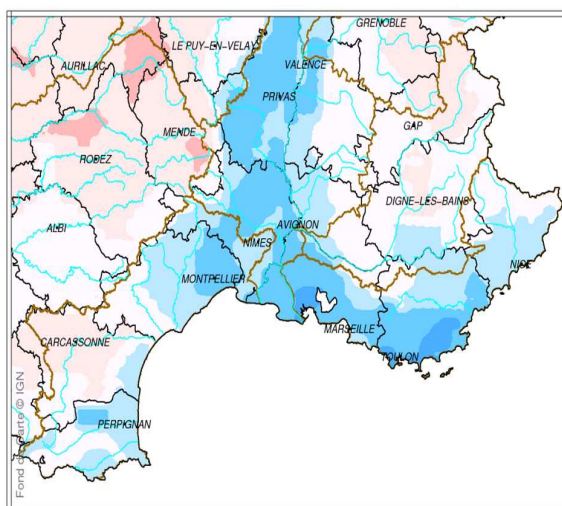 GRENOBLE
LE PUY-EN-VELAY
AURILLAC
VALENCE
PRIVAS
GAP
MENDE
RODEZ
DIGNE-LES-BAINS
AVIGNON
ALBI
NIMES
NICE
MONTPELLIER
MARSEILLE
CARCASSONNE
TOULON
PERPIGNAN
Fond de Carte © IGN